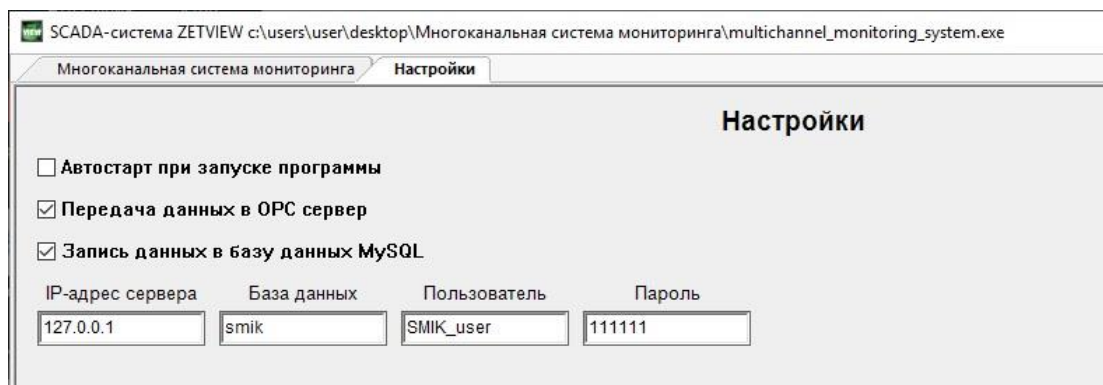 SCADA-система ZETVIEW c:\users\user\desktop\Многоканальная система мониторинга\multichannel_monitoring_system.exe
Многоканальная система мониторинга Настройки
Настройки
Автостарт при запуске программы
Передача данных в OPC сервер
Запись данных в базу данных MySQL
IP-адрес сервера База данных Пользователь Пароль
127.0.0.1 smik SMIK_user 111111